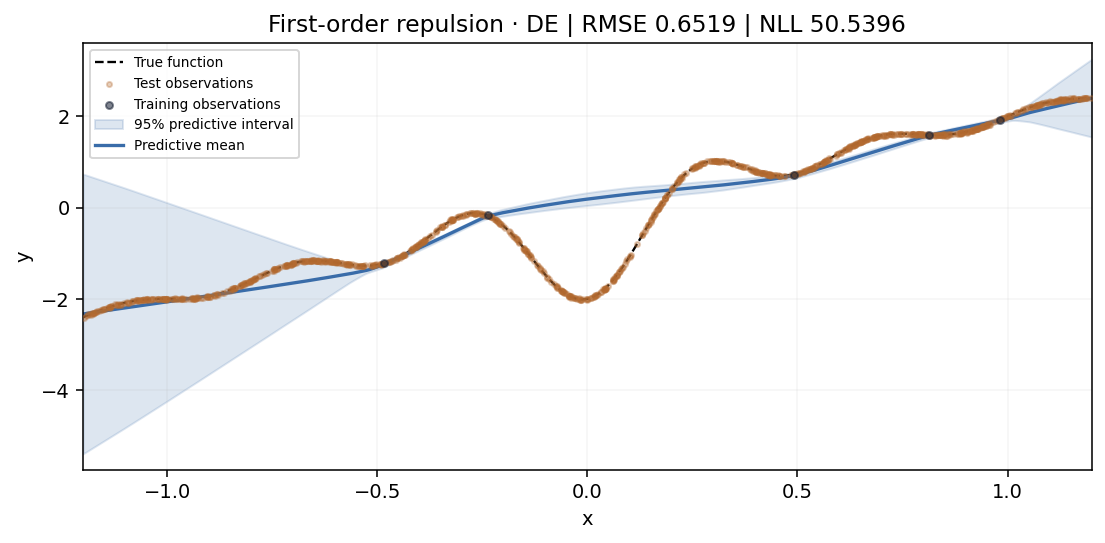 First-order repulsion · DE | RMSE 0.6519 | NLL 50.5396
True function
Test observations
Training observations
95% predictive interval
Predictive mean
y
2
0
−2
−4
−1.0
−0.5
0.0
0.5
1.0
x